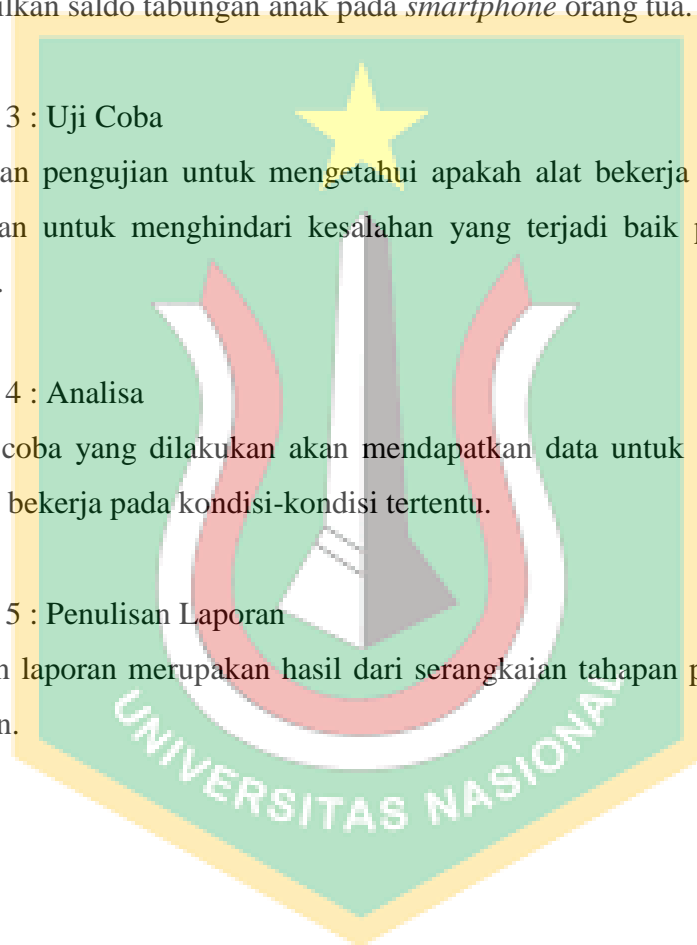 ilkan saldo tabungan anak pada smartphone orang tua.
3 : Uji Coba
an pengujian untuk mengetahui apakah alat bekerja
an untuk menghindari kesalahan yang terjadi baik p
.
4 : Analisa
coba yang dilakukan akan mendapatkan data untuk
bekerja pada kondisi-kondisi tertentu.
5 : Penulisan Laporan
n laporan merupakan hasil dari serangkaian tahapan p
n.
UNIVERSITAS NASIONAL